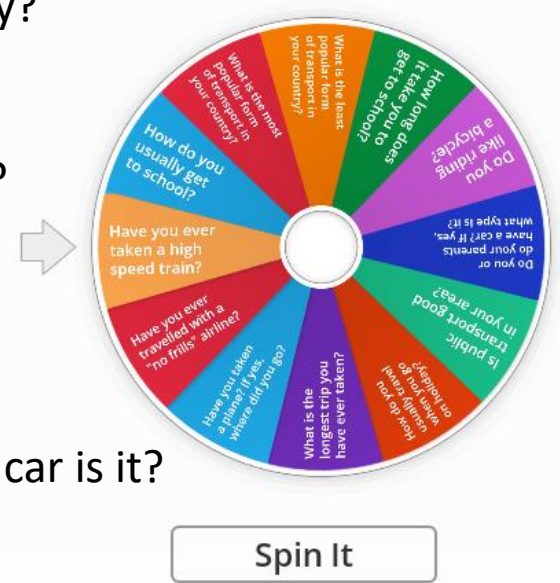 y?
What is the most
popular form
of transport in
your country?
What is the least
popular form
of transport in
your country?
How long does
it take you to
get to school?
Do you
like riding
a bicycle?
Do you or
do your parents
have a car? If yes,
what type is it?
Is public
transport good
in your area?
How do you
usually travel
when you go
on holiday?
What is the
longest trip you
have ever taken?
Have you taken
a plane? If yes,
where did you go?
Have you ever
travelled with a
"no frills" airline?
Have you ever
taken a high
speed train?
How do you
usually get
to school?
car is it?
Spin It